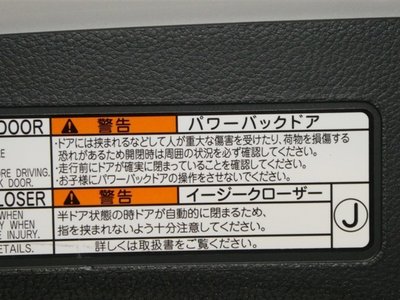 DOOR ⚠ 警告 パワーバックドア
・ドアには挟まれるなどして人が重大な傷害を受けたり、荷物を損傷する
恐れがあるため開閉時は周囲の状況を必ず確認してください。
RE DRIVING. ・走行前にドアが確実に閉まっていることを確認してください。
K DOOR. ・お子様にパワーバックドアの操作をさせないでください。
LOSER ⚠ 警告 イージークローザー
WHEN 半ドア状態の時ドアが自動的に閉まるため、
Y WHEN 指を挟まれないよう十分注意してください。
J
ETAILS. 詳しくは取扱書をご覧ください。